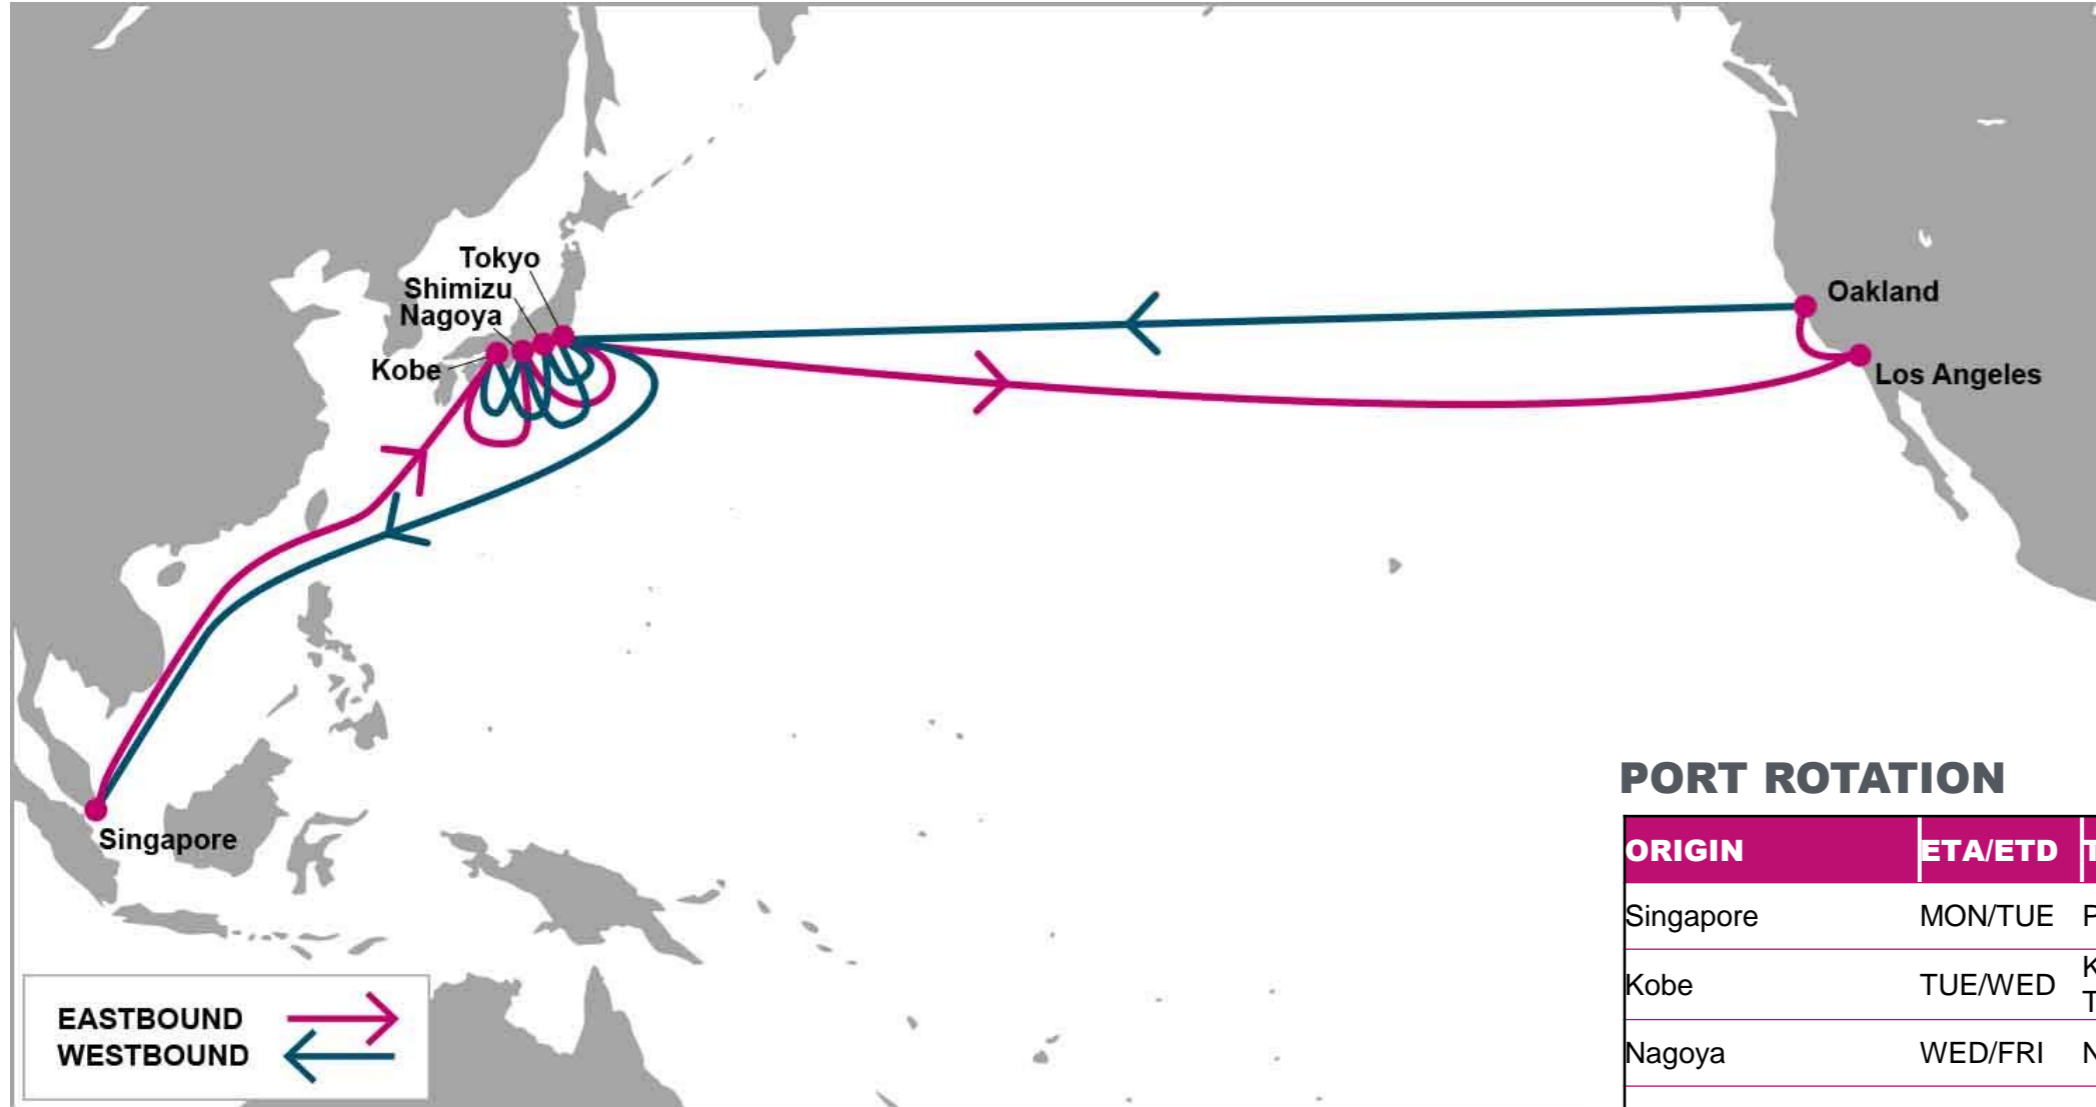 Tokyo
Shimizu
Nagoya
Kobe
Oakland
Los Angeles
Singapore
EASTBOUND
WESTBOUND
PORT ROTATION
ORIGIN ETA/ETD T
Singapore MON/TUE P
Kobe TUE/WED K
T
Nagoya WED/FRI N